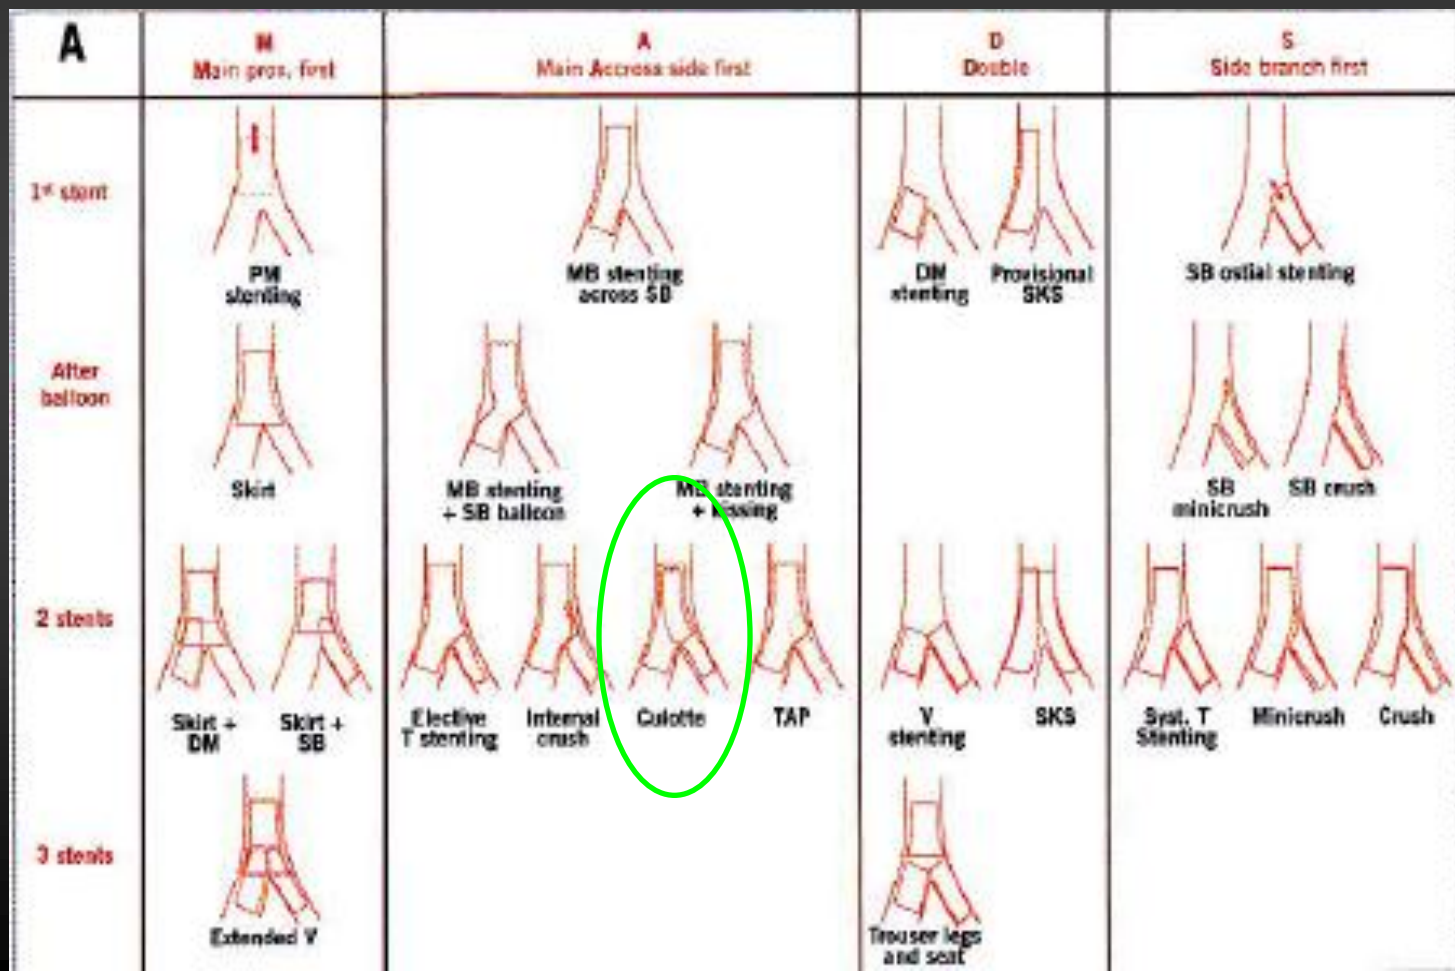 A
M
Main prox. first
A
Main Accross side first
D
Double
S
Side branch first
1st stent
PM
stenting
MB stenting
across SB
DM
stenting
Provisional
SKS
SB ostial stenting
After
balloon
Skirt
MB stenting
+ SB balloon
MB stenting
+ kissing
SB
minicrush
SB crush
2 stents
Skirt +
DM
Skirt +
SB
Elective
T stenting
Internal
crush
Culotte
TAP
V
stenting
SKS
Syst. T
Stenting
Minicrush
Crush
3 stents
Extended V
Trouser legs
and seat